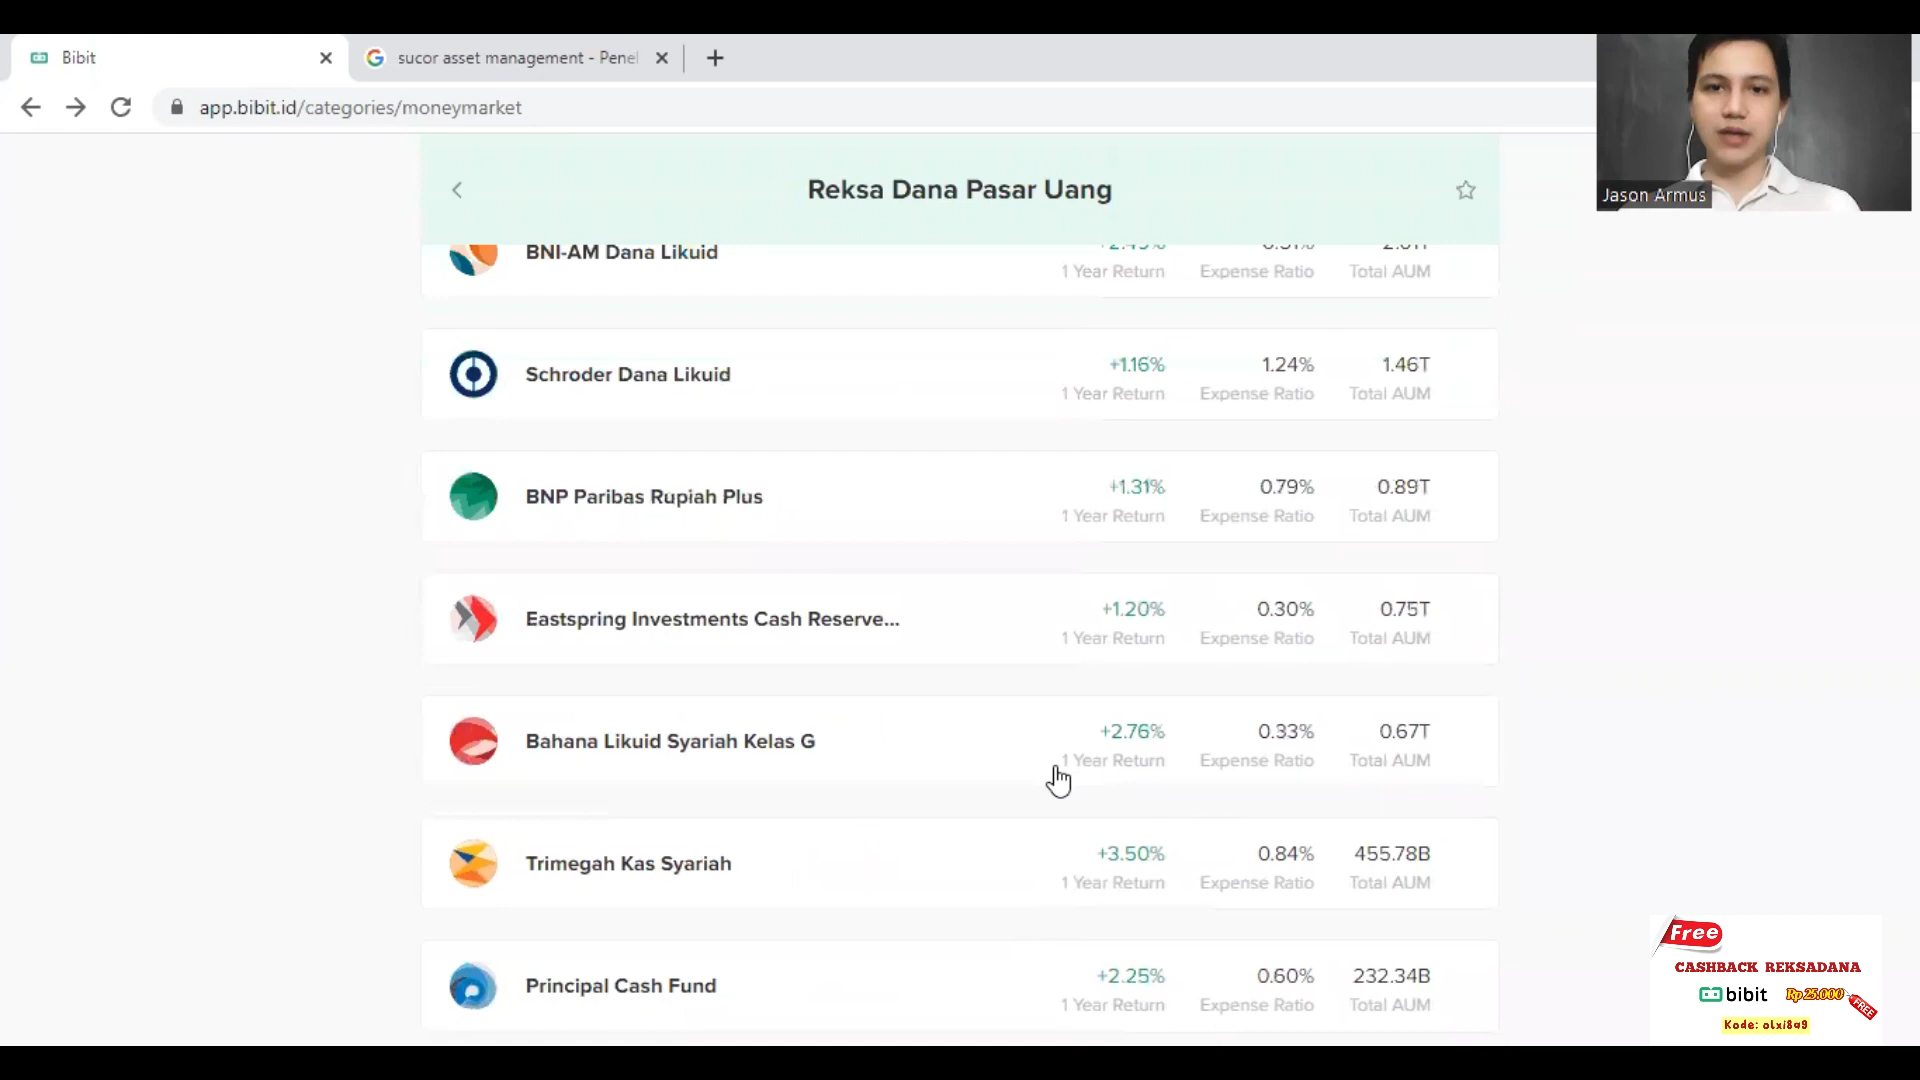 Bibit
sucor asset management - Penel
app.bibit.id/categories/moneymarket
Jason Armus
Reksa Dana Pasar Uang
BNI-AM Dana Likuid
1 Year Return Expense Ratio Total AUM
Schroder Dana Likuid
+1.16% 1.24% 1.46T
1 Year Return Expense Ratio Total AUM
BNP Paribas Rupiah Plus
+1.31% 0.79% 0.89T
1 Year Return Expense Ratio Total AUM
Eastspring Investments Cash Reserve...
+1.20% 0.30% 0.75T
1 Year Return Expense Ratio Total AUM
Bahana Likuid Syariah Kelas G
+2.76% 0.33% 0.67T
1 Year Return Expense Ratio Total AUM
Trimegah Kas Syariah
+3.50% 0.84% 455.78B
1 Year Return Expense Ratio Total AUM
Principal Cash Fund
+2.25% 0.60% 232.34B
1 Year Return Expense Ratio Total AUM
Free
CASHBACK REKSADANA
bibit Rp25.000 FREE
Kode: olxi8a9